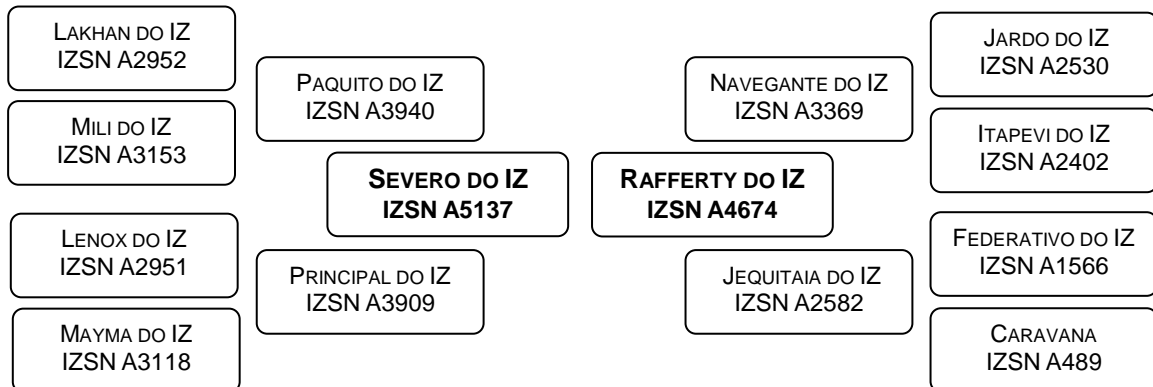 LAKHAN DO IZ
IZSN A2952
MILI DO IZ
IZSN A3153
LENOX DO IZ
IZSN A2951
MAYMA DO IZ
IZSN A3118
PAQUITO DO IZ
IZSN A3940
PRINCIPAL DO IZ
IZSN A3909
SEVERO DO IZ
IZSN A5137
RAFFERTY DO IZ
IZSN A4674
NAVEGANTE DO IZ
IZSN A3369
JEQUITAIA DO IZ
IZSN A2582
JARDO DO IZ
IZSN A2530
ITAPEVI DO IZ
IZSN A2402
FEDERATIVO DO IZ
IZSN A1566
CARAVANA
IZSN A489